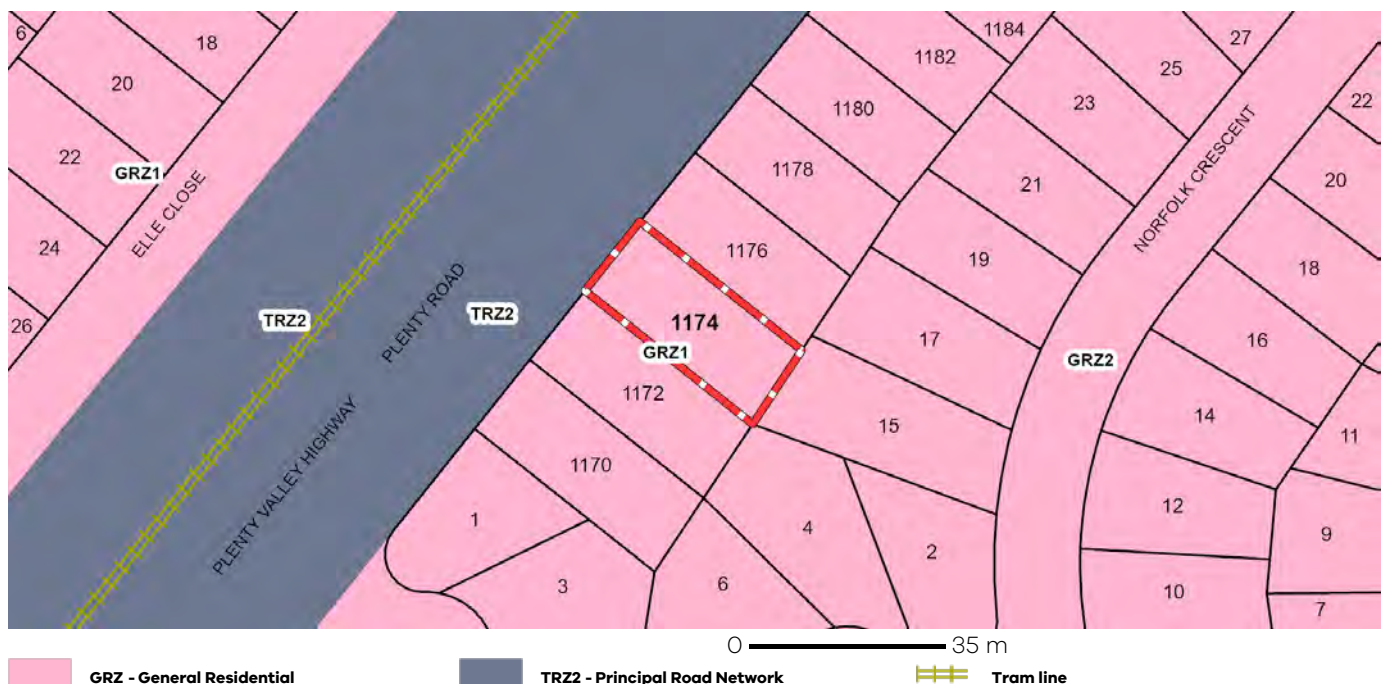 6
18
20
22
24
26
GRZ1
ELLE CLOSE
TRZ2
PLENTY VALLEY HIGHWAY
PLENTY ROAD
TRZ2
1184
1182
1180
1178
1176
1174
GRZ1
1172
1170
1
3
6
4
2
27
25
23
21
19
17
15
NORFOLK CRESCENT
GRZ2
22
20
18
16
14
12
10
11
9
7
0 35 m
GRZ - General Residential
TRZ2 - Principal Road Network
Tram line